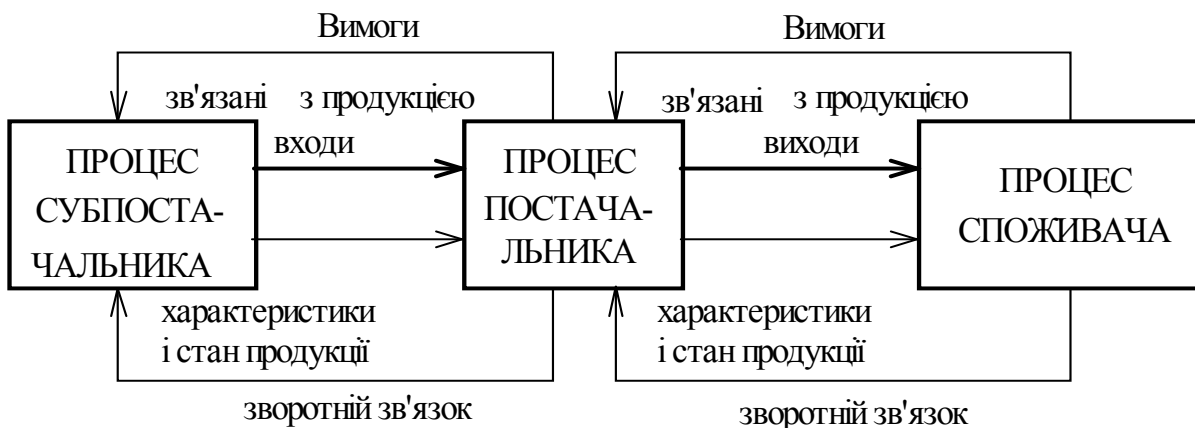 Вимоги
Вимоги
зв'язані з продукцією
входи
зв'язані з продукцією
виходи
ПРОЦЕС
СУБПОСТА-
ЧАЛЬНИКА
ПРОЦЕС
ПОСТАЧА-
ЛЬНИКА
ПРОЦЕС
СПОЖИВАЧА
характеристики
і стан продукції
характеристики
і стан продукції
зворотній зв'язок
зворотній зв'язок